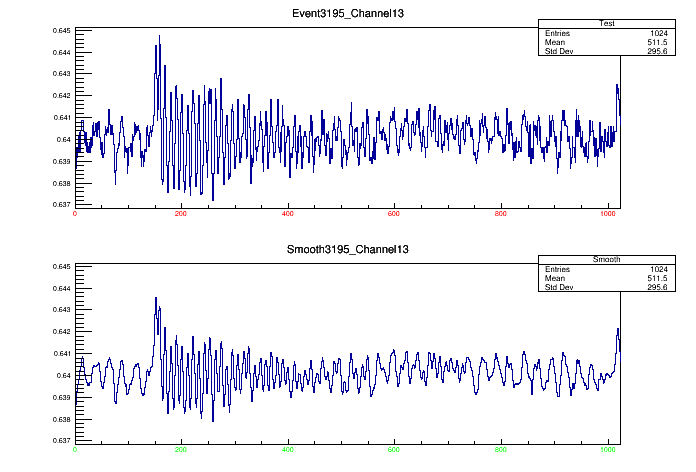 Event3195_Channel13
Test
Entries 1024
Mean 511.5
Std Dev 295.6
0.645
0.644
0.643
0.642
0.641
0.64
0.639
0.638
0.637
0 200 400 600 800 1000
Smooth3195_Channel13
Smooth
Entries 1024
Mean 511.5
Std Dev 295.6
0.645
0.644
0.643
0.642
0.641
0.64
0.639
0.638
0.637
0 200 400 600 800 1000